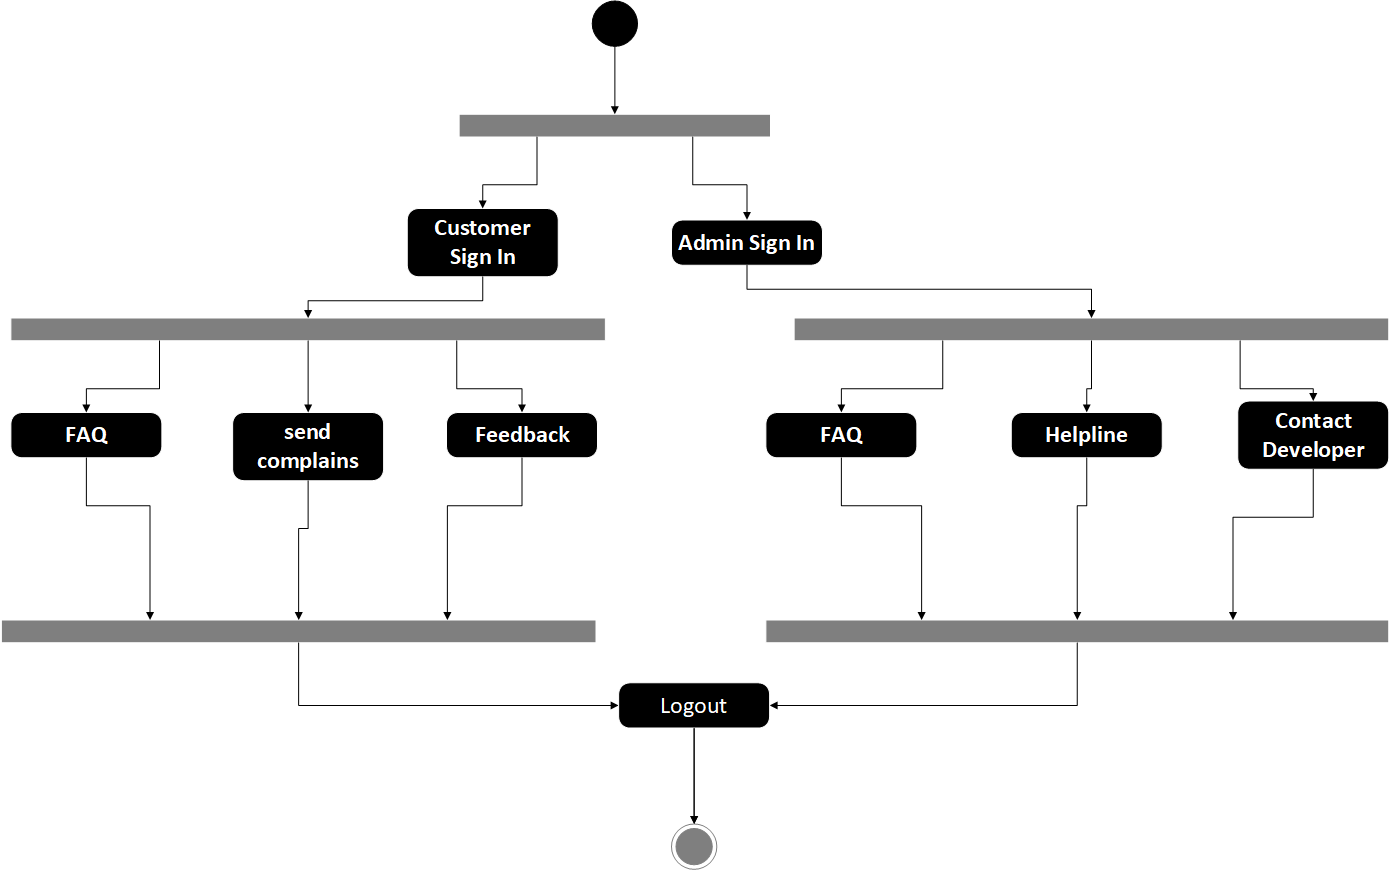 Customer
Sign In
Admin Sign In
FAQ
send
complains
Feedback
FAQ
Helpline
Contact
Developer
Logout